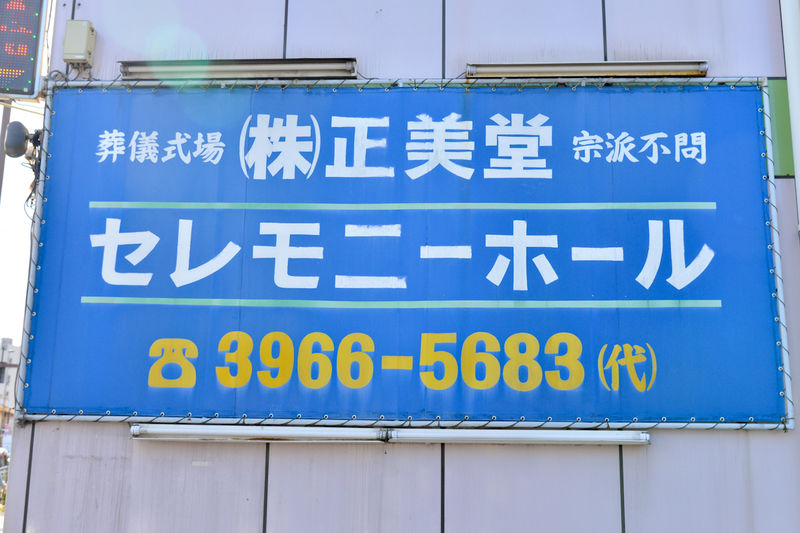 葬儀式場 (株)正美堂 宗派不問
セレモニーホール
☎3966-5683(代)